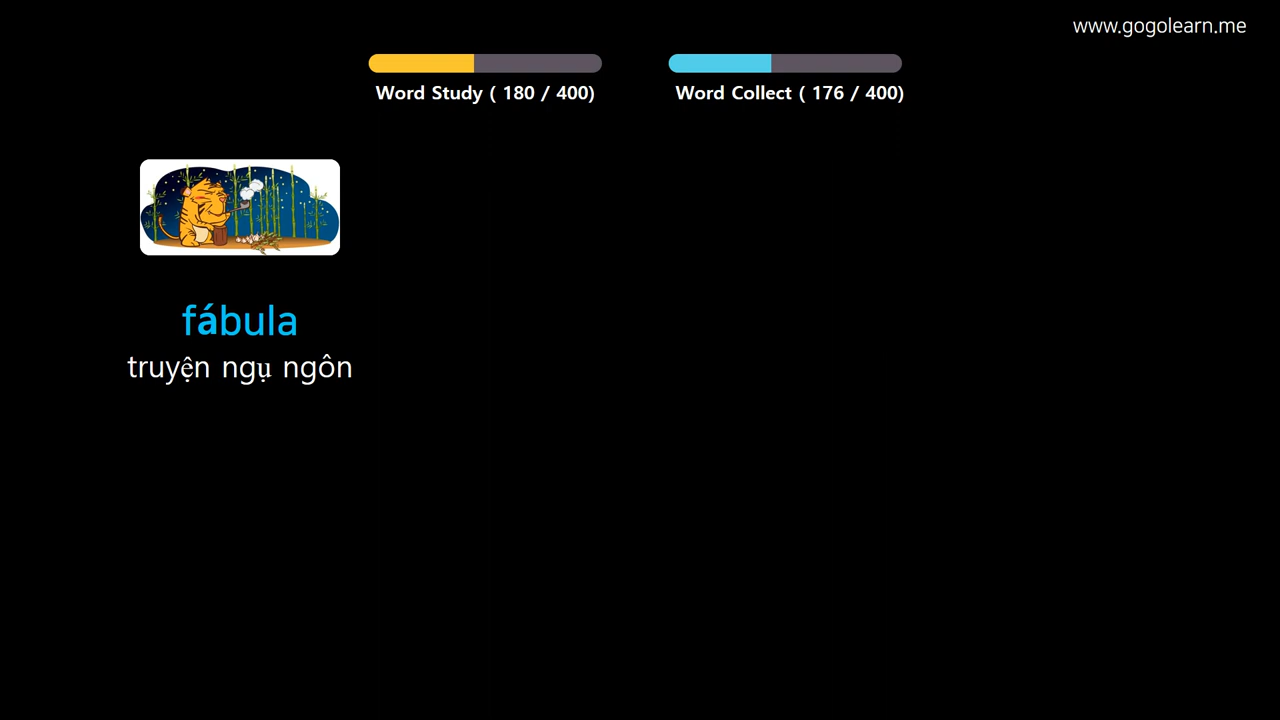 www.gogolearn.me
Word Study ( 180 / 400)
Word Collect ( 176 / 400)
fábula
truyện ngụ ngôn